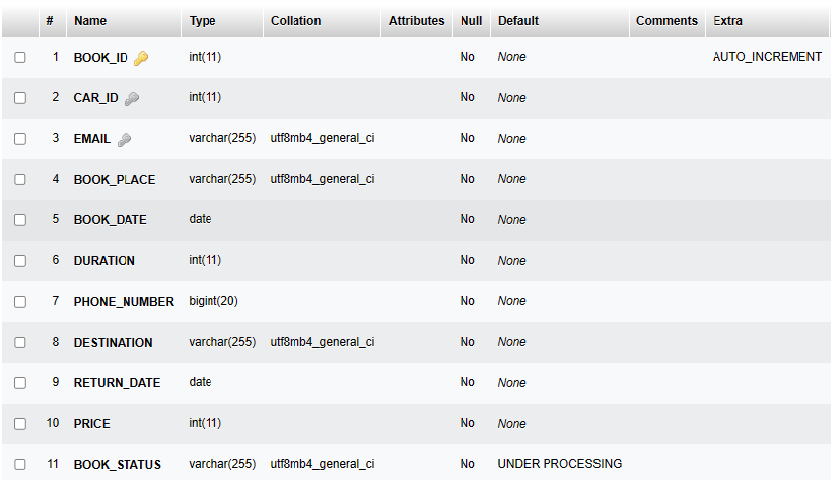 # Name Type Collation Attributes Null Default Comments Extra
1 BOOK_ID int(11) No None AUTO_INCREMENT
2 CAR_ID int(11) No None
3 EMAIL varchar(255) utf8mb4_general_ci No None
4 BOOK_PLACE varchar(255) utf8mb4_general_ci No None
5 BOOK_DATE date No None
6 DURATION int(11) No None
7 PHONE_NUMBER bigint(20) No None
8 DESTINATION varchar(255) utf8mb4_general_ci No None
9 RETURN_DATE date No None
10 PRICE int(11) No None
11 BOOK_STATUS varchar(255) utf8mb4_general_ci No UNDER PROCESSING